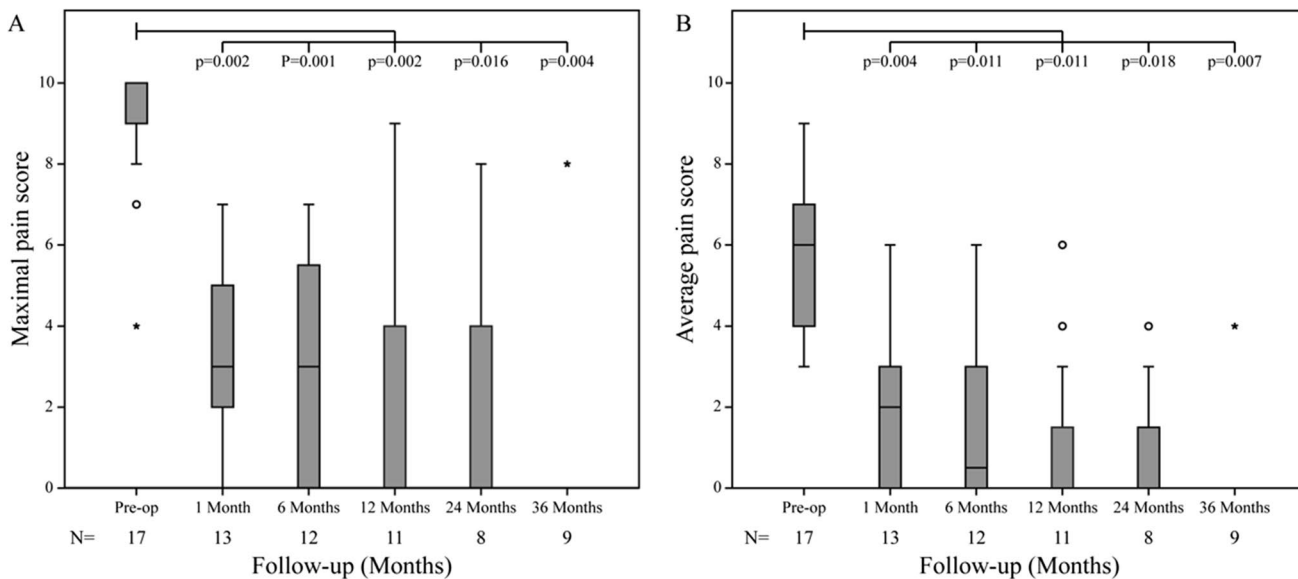 A
p=0.002 P=0.001 p=0.002 p=0.016 p=0.004
10
8
6
4
2
0
Maximal pain score
Pre-op 1 Month 6 Months 12 Months 24 Months 36 Months
N= 17 13 12 11 8 9
Follow-up (Months)
B
p=0.004 p=0.011 p=0.011 p=0.018 p=0.007
10
8
6
4
2
0
Average pain score
Pre-op 1 Month 6 Months 12 Months 24 Months 36 Months
N= 17 13 12 11 8 9
Follow-up (Months)